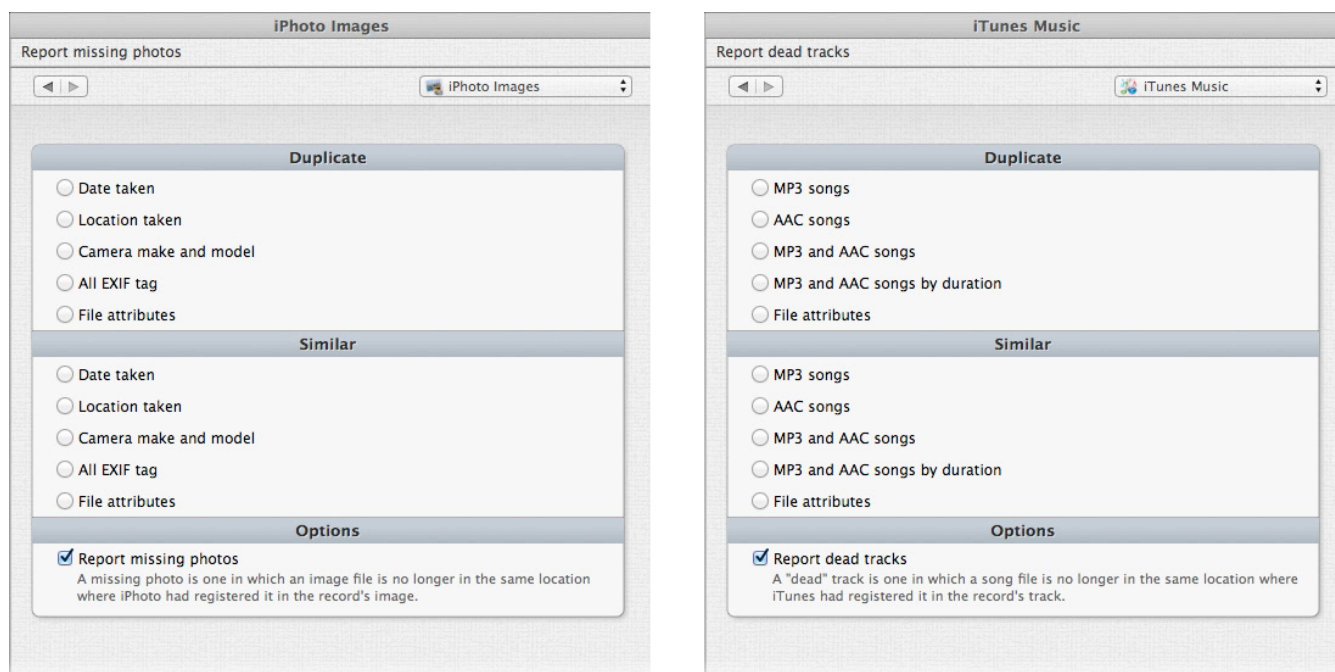 iPhoto Images
Report missing photos
iPhoto Images
Duplicate
Date taken
Location taken
Camera make and model
All EXIF tag
File attributes
Similar
Date taken
Location taken
Camera make and model
All EXIF tag
File attributes
Options
Report missing photos
A missing photo is one in which an image file is no longer in the same location
where iPhoto had registered it in the record's image.
iTunes Music
Report dead tracks
iTunes Music
Duplicate
MP3 songs
AAC songs
MP3 and AAC songs
MP3 and AAC songs by duration
File attributes
Similar
MP3 songs
AAC songs
MP3 and AAC songs
MP3 and AAC songs by duration
File attributes
Options
Report dead tracks
A "dead" track is one in which a song file is no longer in the same location where
iTunes had registered it in the record's track.